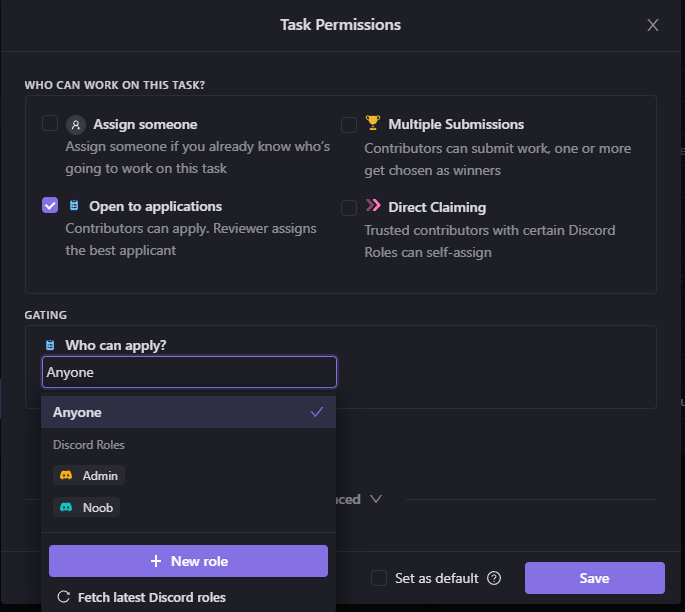 Task Permissions
WHO CAN WORK ON THIS TASK?
Assign someone
Assign someone if you already know who's
going to work on this task
Multiple Submissions
Contributors can submit work, one or more
get chosen as winners
Open to applications
Contributors can apply. Reviewer assigns
the best applicant
Direct Claiming
Trusted contributors with certain Discord
Roles can self-assign
GATING
Who can apply?
Anyone
Anyone
Discord Roles
Admin
Noob
New role
Fetch latest Discord roles
Set as default
Save